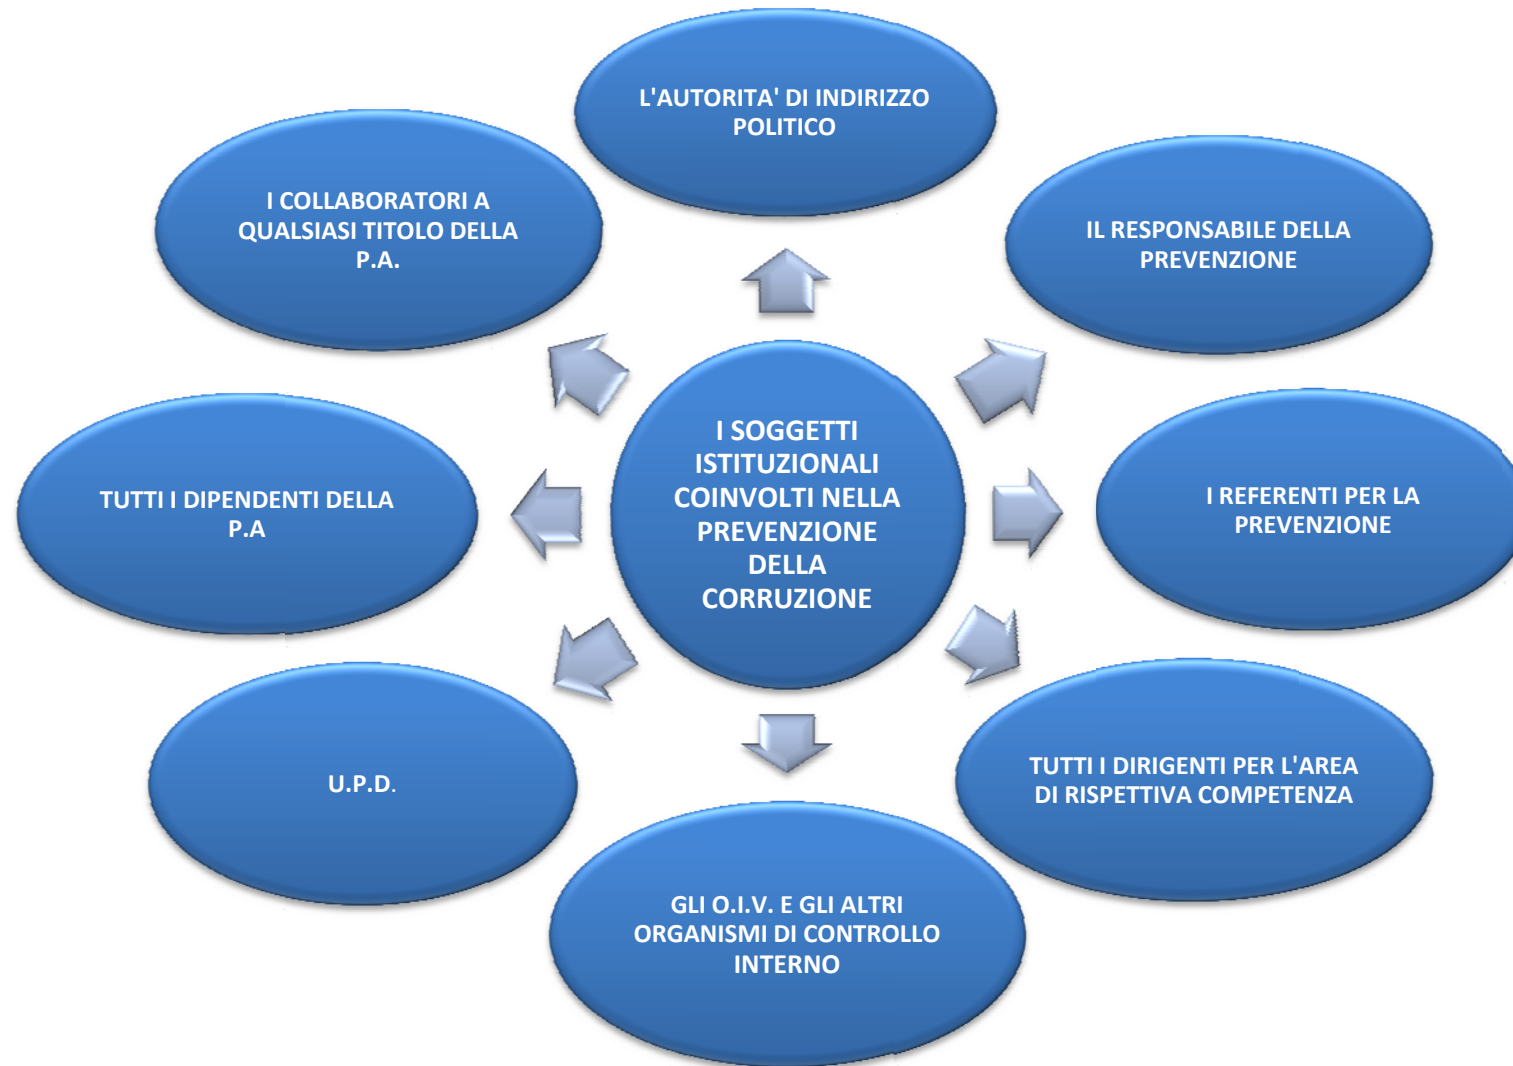 L'AUTORITA' DI INDIRIZZO
POLITICO
IL RESPONSABILE DELLA
PREVENZIONE
I REFERENTI PER LA
PREVENZIONE
TUTTI I DIRIGENTI PER L'AREA
DI RISPETTIVA COMPETENZA
GLI O.I.V. E GLI ALTRI
ORGANISMI DI CONTROLLO
INTERNO
U.P.D.
TUTTI I DIPENDENTI DELLA
P.A
I COLLABORATORI A
QUALSIASI TITOLO DELLA
P.A.
I SOGGETTI
ISTITUZIONALI
COINVOLTI NELLA
PREVENZIONE
DELLA
CORRUZIONE